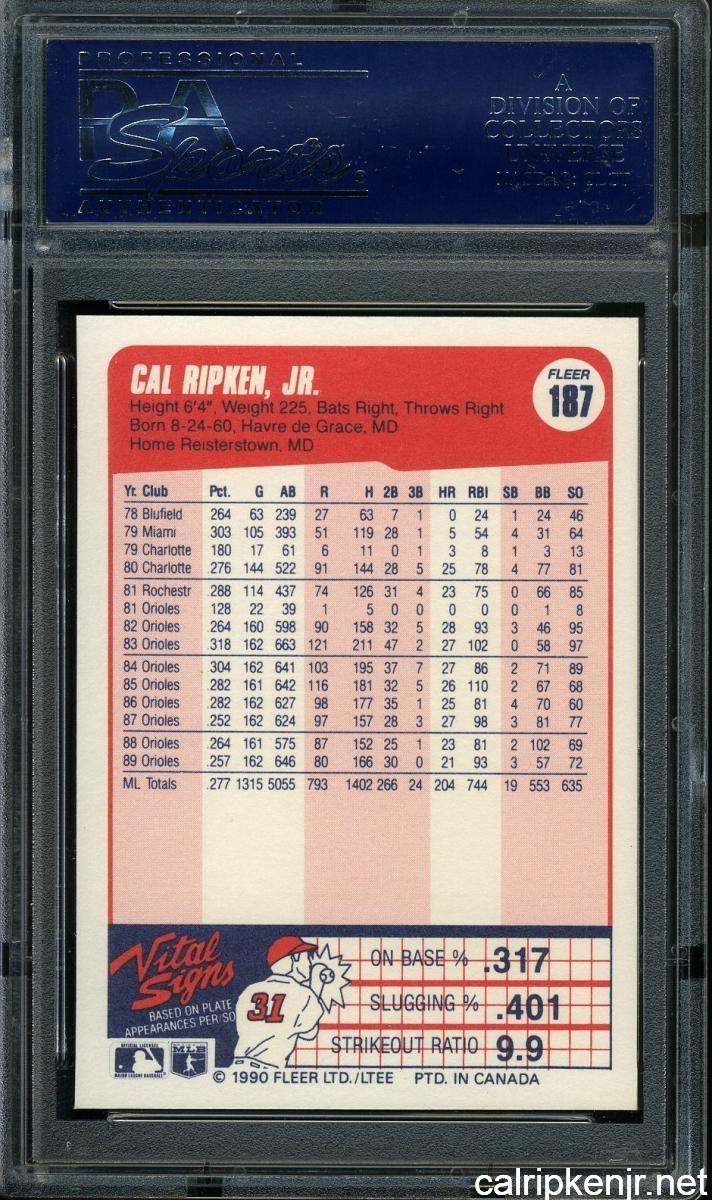 PROFESSIONAL
PSA
Sports
AUTHENTICATOR
A
DIVISION OF
COLLECTORS
UNIVERSE
CAL RIPKEN, JR.
FLEER
187
Height 6'4", Weight 225, Bats Right, Throws Right
Born 8-24-60, Havre de Grace, MD
Home Reisterstown, MD
Yr. Club Pct. G AB R H 2B 3B HR RBI SB BB SO
78 Blufield .264 63 239 27 63 7 1 0 24 1 24 46
79 Miami .303 105 393 51 119 28 1 5 54 4 31 64
79 Charlotte .180 17 61 6 11 0 1 3 8 1 3 13
80 Charlotte .276 144 522 91 144 28 5 25 78 4 77 81
81 Rochestr .288 114 437 74 126 31 4 23 75 0 66 85
81 Orioles .128 22 39 1 5 0 0 0 0 0 1 8
82 Orioles .264 160 598 90 158 32 5 28 93 3 46 95
83 Orioles .318 162 663 121 211 47 2 27 102 0 58 97
84 Orioles .304 162 641 103 195 37 7 27 86 2 71 89
85 Orioles .282 161 642 116 181 32 5 26 110 2 67 68
86 Orioles .282 162 627 98 177 35 1 25 81 4 70 60
87 Orioles .252 162 624 97 157 28 3 27 98 3 81 77
88 Orioles .264 161 575 87 152 25 1 23 81 2 102 69
89 Orioles .257 162 646 80 166 30 0 21 93 3 57 72
ML Totals .277 1315 5055 793 1402 266 24 204 744 19 553 635
Vital
Signs
BASED ON PLATE
APPEARANCES PER/SO
31
ON BASE % .317
SLUGGING % .401
STRIKEOUT RATIO 9.9
OFFICIAL LICENSEE
MAJOR LEAGUE BASEBALL
MLB
© 1990 FLEER LTD./LTEE PTD. IN CANADA
calripkenjr.net